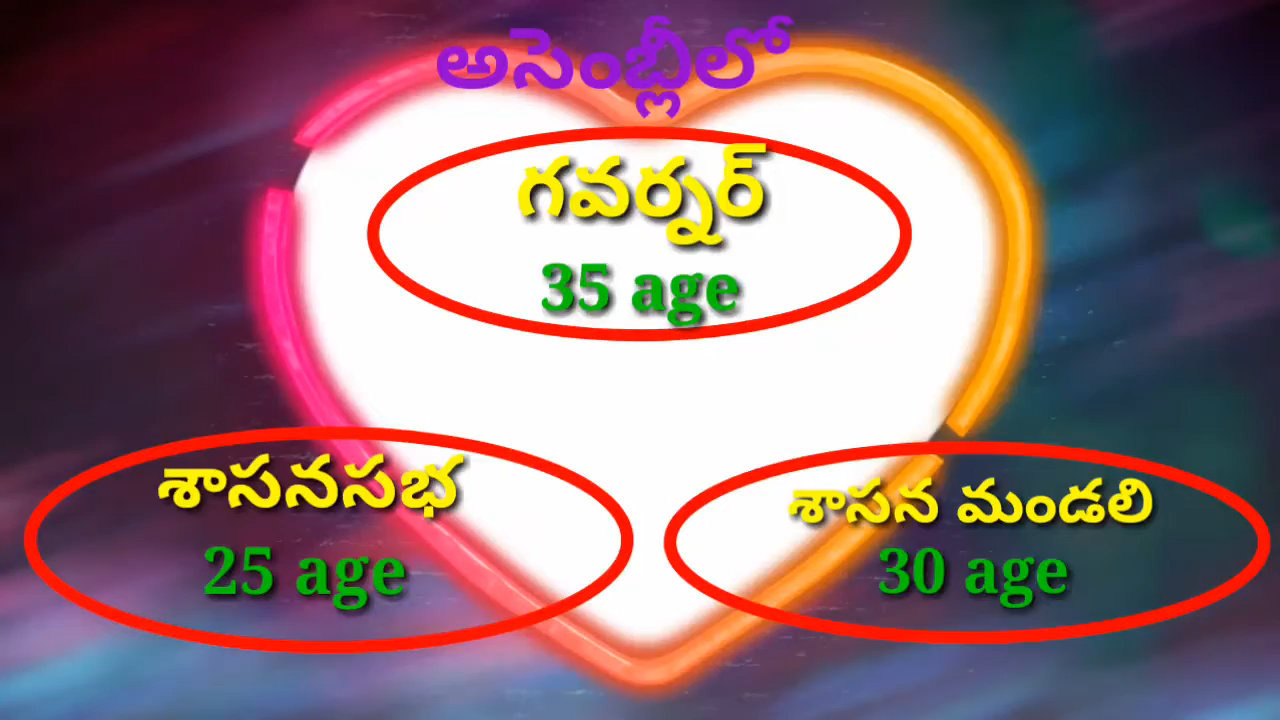 అసెంబ్లీలో
గవర్నర్
35 age
శాసనసభ
25 age
శాసన మండలి
30 age